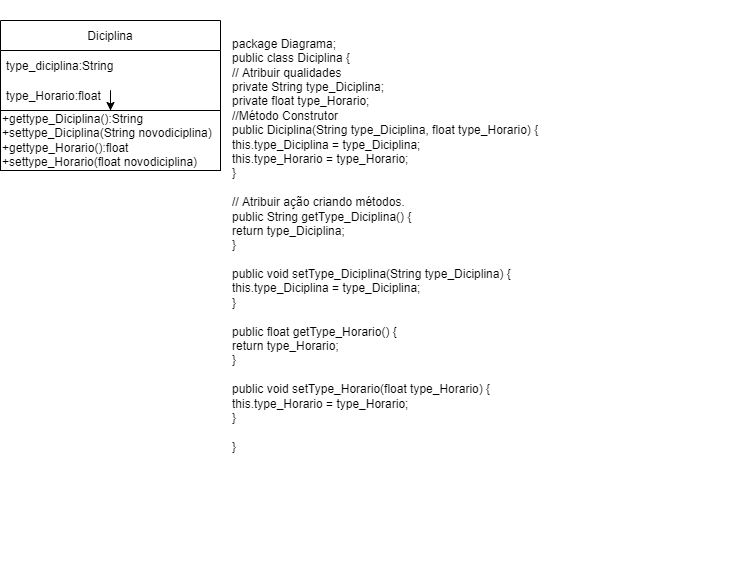 Diciplina
type_diciplina:String
type_Horario:float
+gettype_Diciplina():String
+settype_Diciplina(String novodiciplina)
+gettype_Horario():float
+settype_Horario(float novodiciplina)
package Diagrama;
public class Diciplina {
// Atribuir qualidades
private String type_Diciplina;
private float type_Horario;
//Método Construtor
public Diciplina(String type_Diciplina, float type_Horario) {
this.type_Diciplina = type_Diciplina;
this.type_Horario = type_Horario;
}
// Atribuir ação criando métodos.
public String getType_Diciplina() {
return type_Diciplina;
}
public void setType_Diciplina(String type_Diciplina) {
this.type_Diciplina = type_Diciplina;
}
public float getType_Horario() {
return type_Horario;
}
public void setType_Horario(float type_Horario) {
this.type_Horario = type_Horario;
}
}